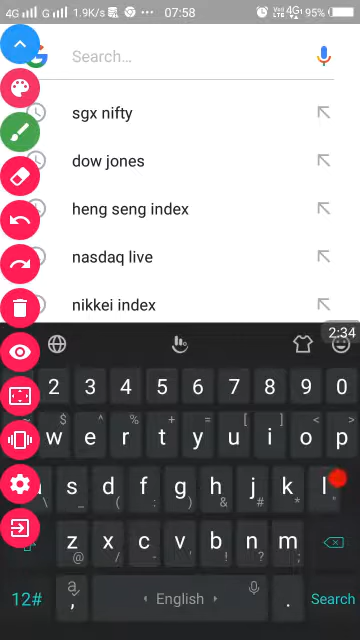 4G G 1.9K/s ··· 07:58 VoLTE 4G 95%
Search…
sgx nifty
dow jones
heng seng index
nasdaq live
nikkei index
2:34
2 3 4 5 6 7 8 9 0
$ ^ % + = [ ] < >
w e r t y u i o p
s d f g h j k l
\ _ ( ) & # * "
z x c v b n m
@ / - ' : ! ?
12# , English . Search